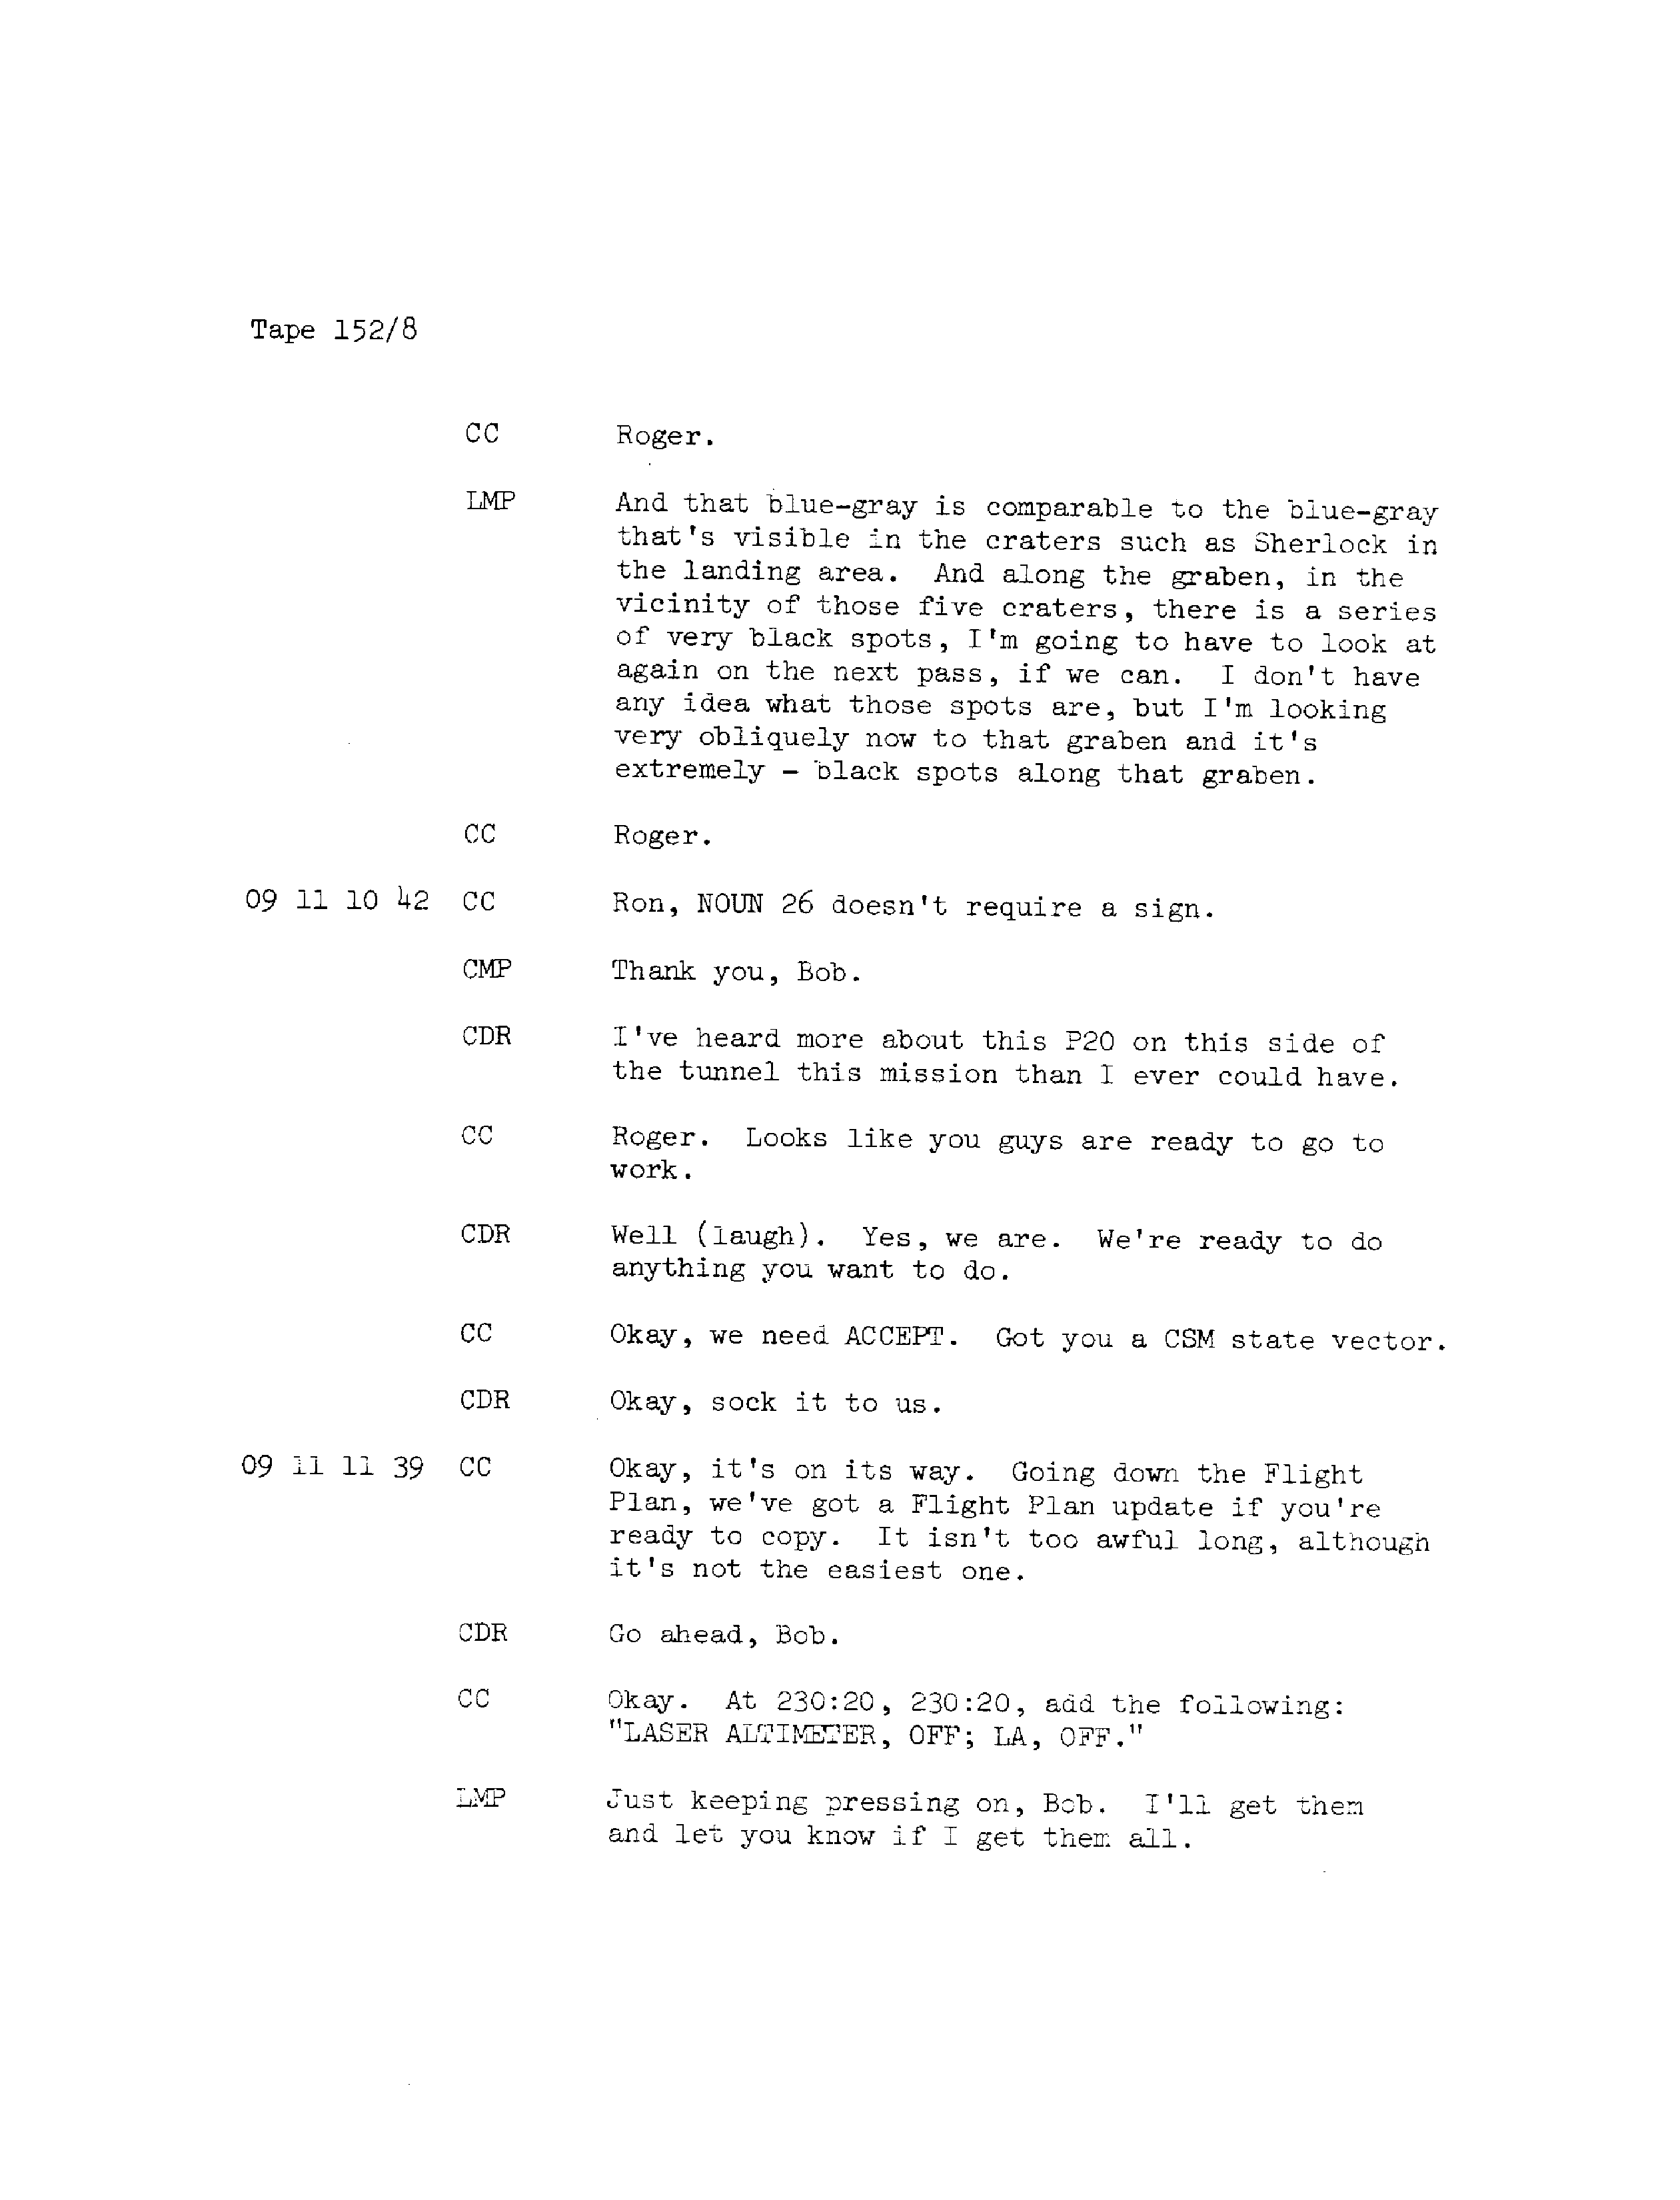 Tape 152/8
CC Roger.
LMP And that blue-gray is comparable to the blue-gray
that's visible in the craters such as Sherlock in
the landing area. And along the graben, in the
vicinity of those five craters, there is a series
of very black spots, I'm going to have to look at
again on the next pass, if we can. I don't have
any idea what those spots are, but I'm looking
very obliquely now to that graben and it's
extremely - black spots along that graben.
CC Roger.
09 11 10 42 CC Ron, NOUN 26 doesn't require a sign.
CMP Thank you, Bob.
CDR I've heard more about this P20 on this side of
the tunnel this mission than I ever could have.
CC Roger. Looks like you guys are ready to go to
work.
CDR Well (laugh). Yes, we are. We're ready to do
anything you want to do.
CC Okay, we need ACCEPT. Got you a CSM state vector.
CDR Okay, sock it to us.
09 11 11 39 CC Okay, it's on its way. Going down the Flight
Plan, we've got a Flight Plan update if you're
ready to copy. It isn't too awful long, although
it's not the easiest one.
CDR Go ahead, Bob.
CC Okay. At 230:20, 230:20, add the following:
"LASER ALTIMETER, OFF; LA, OFF."
LMP Just keeping pressing on, Bob. I'll get them
and let you know if I get them all.